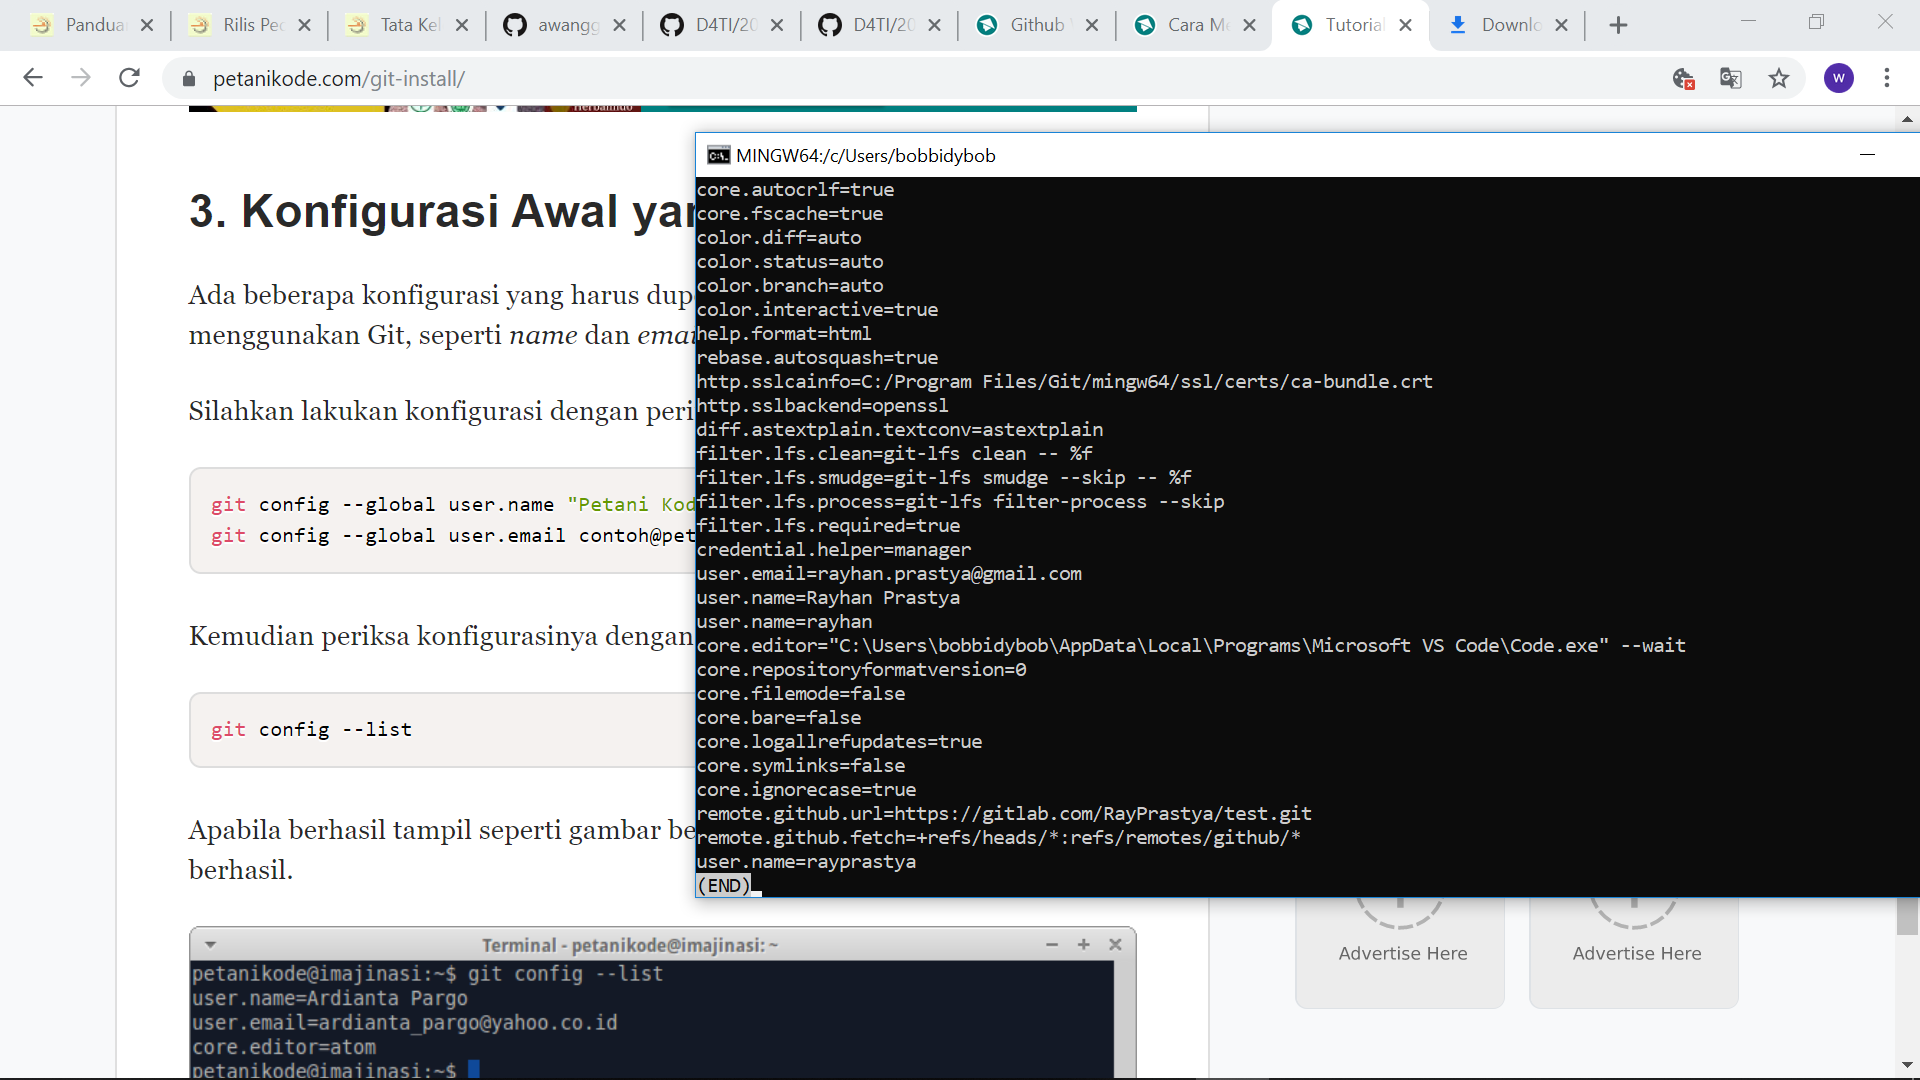 Pandua
Rilis Ped
Tata Kel
awangg
D4TI/20
D4TI/20
Github
Cara Me
Tutorial
Downlo
petanikode.com/git-install/
W
3. Konfigurasi Awal yan
Ada beberapa konfigurasi yang harus dup
menggunakan Git, seperti name dan emai
Silahkan lakukan konfigurasi dengan peri
git config --global user.name "Petani Kod
git config --global user.email contoh@pet
Kemudian periksa konfigurasinya dengan
git config --list
Apabila berhasil tampil seperti gambar be
berhasil.
MINGW64:/c/Users/bobbidybob
core.autocrlf=true
core.fscache=true
color.diff=auto
color.status=auto
color.branch=auto
color.interactive=true
help.format=html
rebase.autosquash=true
http.sslcainfo=C:/Program Files/Git/mingw64/ssl/certs/ca-bundle.crt
http.sslbackend=openssl
diff.astextplain.textconv=astextplain
filter.lfs.clean=git-lfs clean -- %f
filter.lfs.smudge=git-lfs smudge --skip -- %f
filter.lfs.process=git-lfs filter-process --skip
filter.lfs.required=true
credential.helper=manager
user.email=rayhan.prastya@gmail.com
user.name=Rayhan Prastya
user.name=rayhan
core.editor="C:\Users\bobbidybob\AppData\Local\Programs\Microsoft VS Code\Code.exe" --wait
core.repositoryformatversion=0
core.filemode=false
core.bare=false
core.logallrefupdates=true
core.symlinks=false
core.ignorecase=true
remote.github.url=https://gitlab.com/RayPrastya/test.git
remote.github.fetch=+refs/heads/*:refs/remotes/github/*
user.name=rayprastya
(END)
Terminal - petanikode@imajinasi: ~
petanikode@imajinasi:~$ git config --list
user.name=Ardianta Pargo
user.email=ardianta_pargo@yahoo.co.id
core.editor=atom
petanikode@imajinasi:~$
Advertise Here
Advertise Here